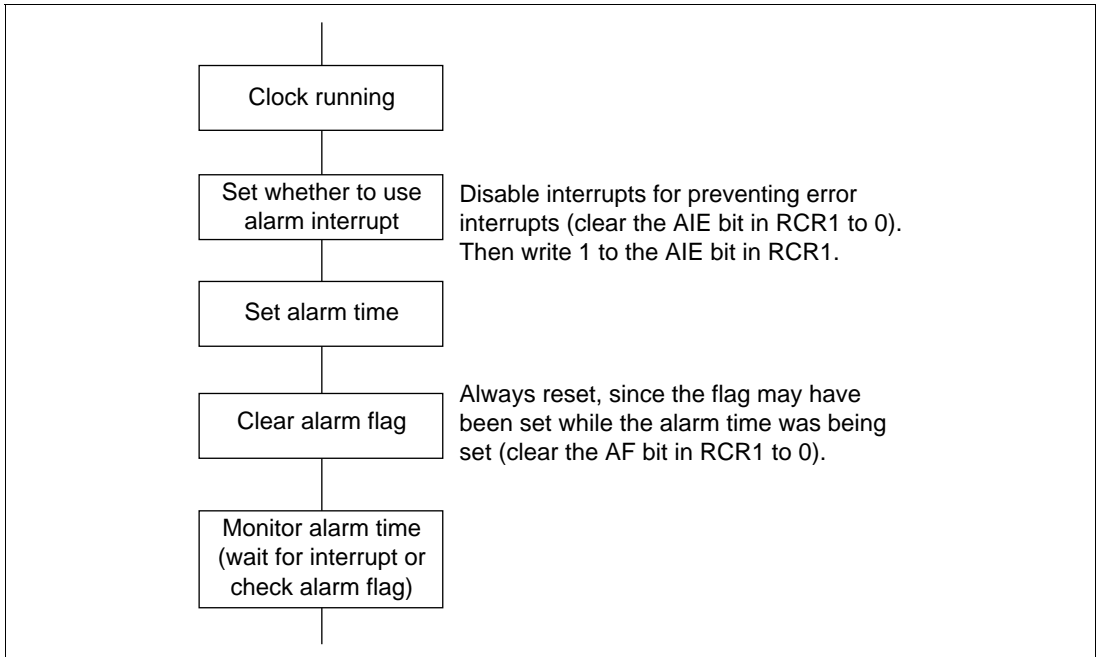 Clock running
Set whether to use
alarm interrupt
Disable interrupts for preventing error
interrupts (clear the AIE bit in RCR1 to 0).
Then write 1 to the AIE bit in RCR1.
Set alarm time
Clear alarm flag
Always reset, since the flag may have
been set while the alarm time was being
set (clear the AF bit in RCR1 to 0).
Monitor alarm time
(wait for interrupt or
check alarm flag)